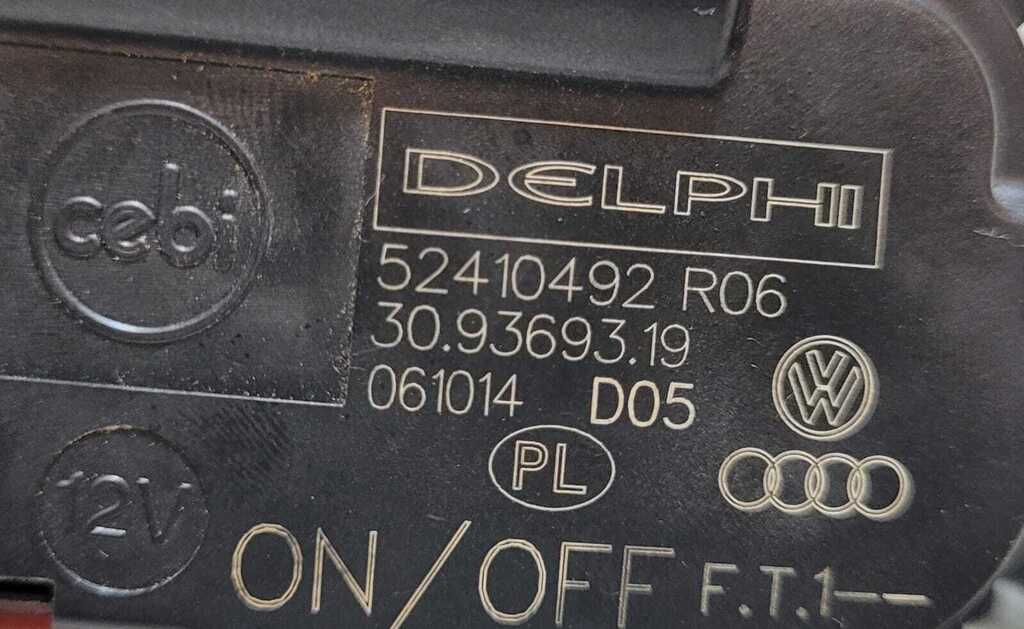 cebi
DELPHI
52410492 R06
30.93693.19
061014 D05
PL
12V
ON/OFF F.T.1--